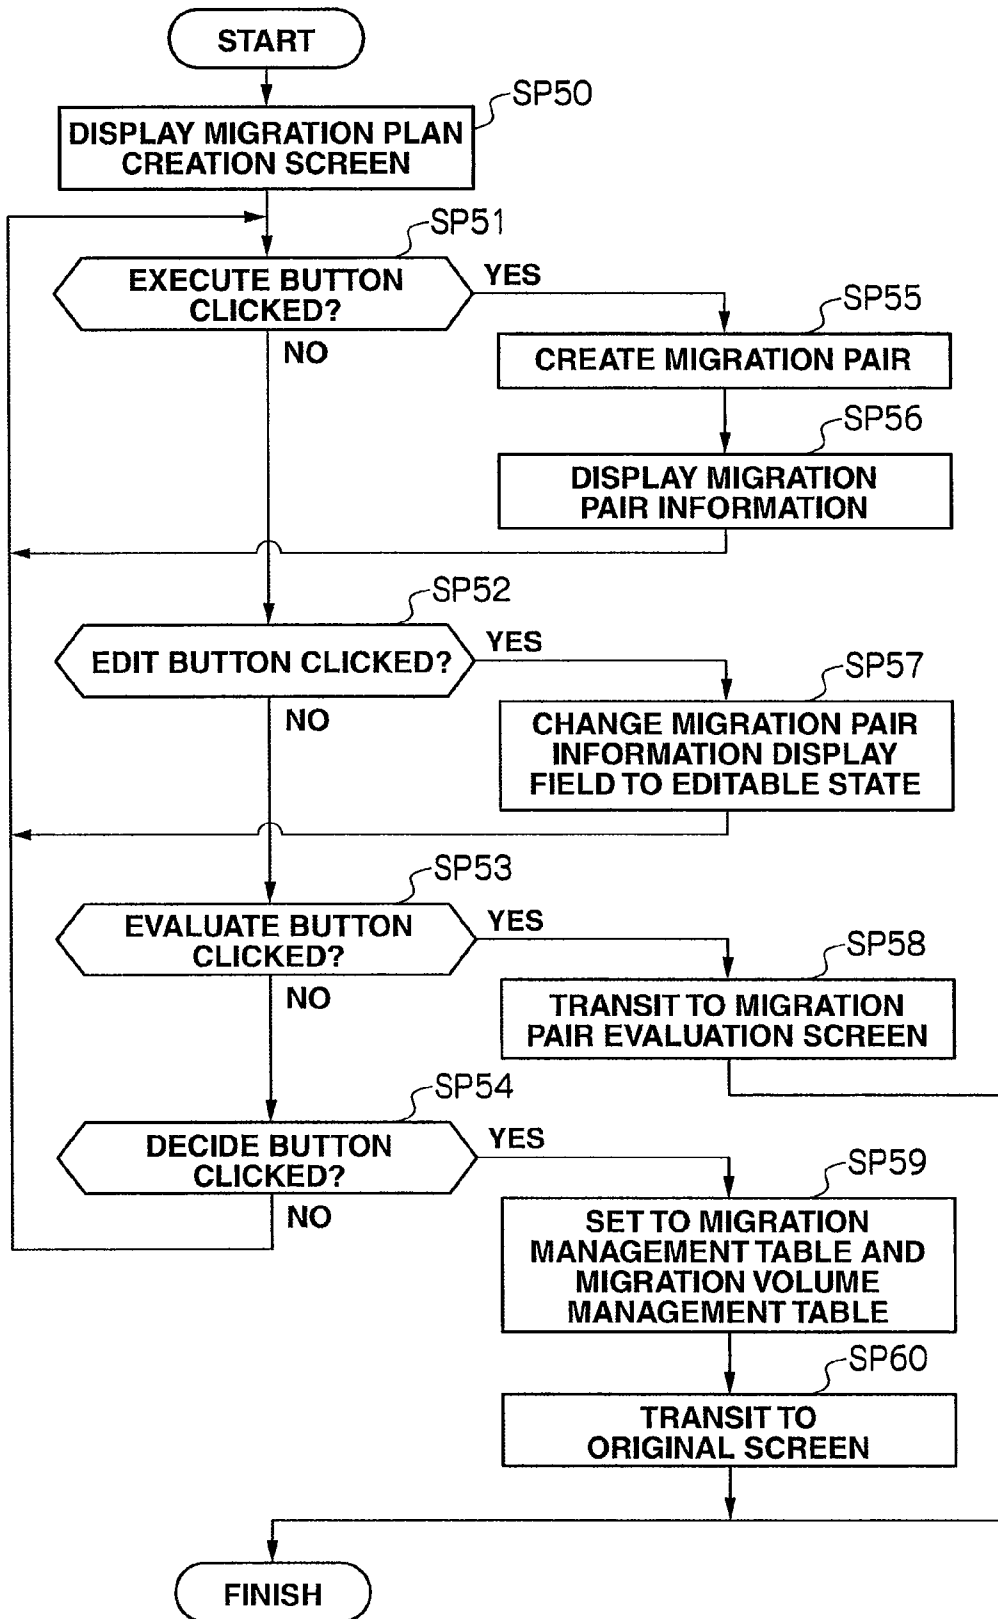 START
SP50
DISPLAY MIGRATION PLAN
CREATION SCREEN
SP51
EXECUTE BUTTON
CLICKED?
YES
NO
SP55
CREATE MIGRATION PAIR
SP56
DISPLAY MIGRATION
PAIR INFORMATION
SP52
EDIT BUTTON CLICKED?
YES
NO
SP57
CHANGE MIGRATION PAIR
INFORMATION DISPLAY
FIELD TO EDITABLE STATE
SP53
EVALUATE BUTTON
CLICKED?
YES
NO
SP58
TRANSIT TO MIGRATION
PAIR EVALUATION SCREEN
SP54
DECIDE BUTTON
CLICKED?
YES
NO
SP59
SET TO MIGRATION
MANAGEMENT TABLE AND
MIGRATION VOLUME
MANAGEMENT TABLE
SP60
TRANSIT TO
ORIGINAL SCREEN
FINISH